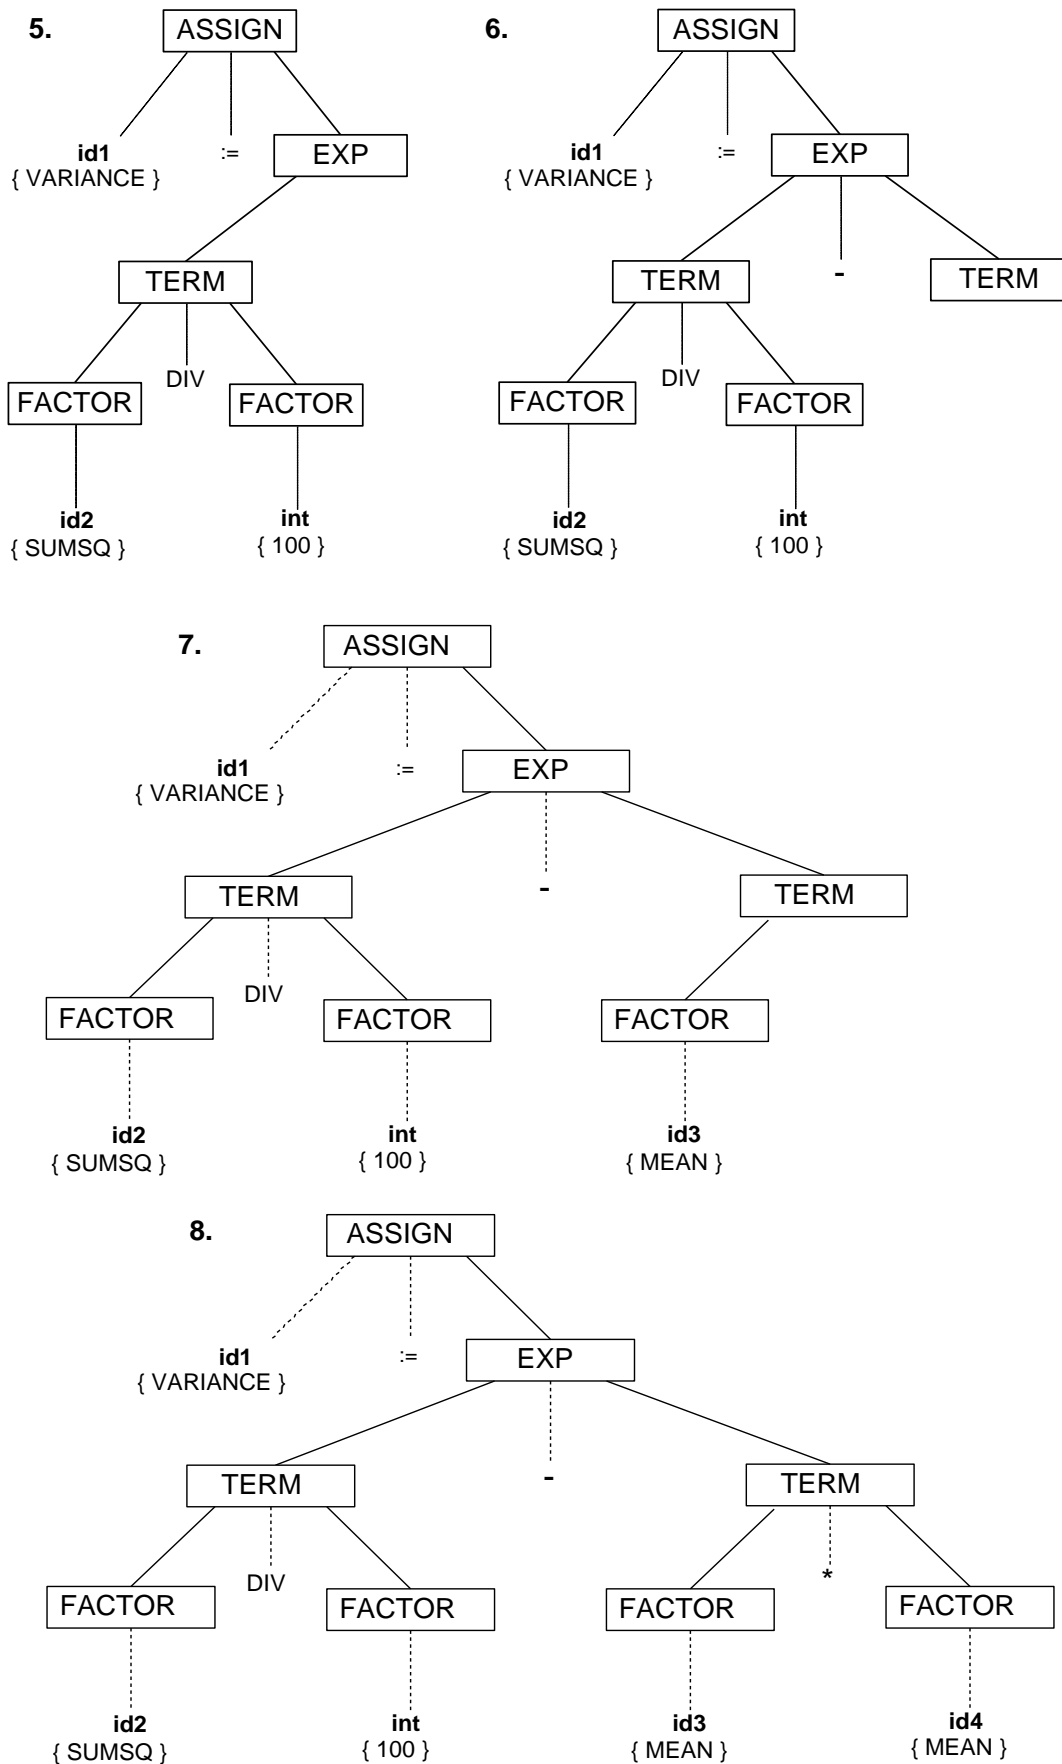 5.
ASSIGN
id1
{ VARIANCE }
:=
EXP
TERM
FACTOR
DIV
FACTOR
id2
{ SUMSQ }
int
{ 100 }
6.
ASSIGN
id1
{ VARIANCE }
:=
EXP
TERM
-
TERM
FACTOR
DIV
FACTOR
id2
{ SUMSQ }
int
{ 100 }
7.
ASSIGN
id1
{ VARIANCE }
:=
EXP
TERM
-
TERM
FACTOR
DIV
FACTOR
FACTOR
id2
{ SUMSQ }
int
{ 100 }
id3
{ MEAN }
8.
ASSIGN
id1
{ VARIANCE }
:=
EXP
TERM
-
TERM
FACTOR
DIV
FACTOR
FACTOR
*
FACTOR
id2
{ SUMSQ }
int
{ 100 }
id3
{ MEAN }
id4
{ MEAN }